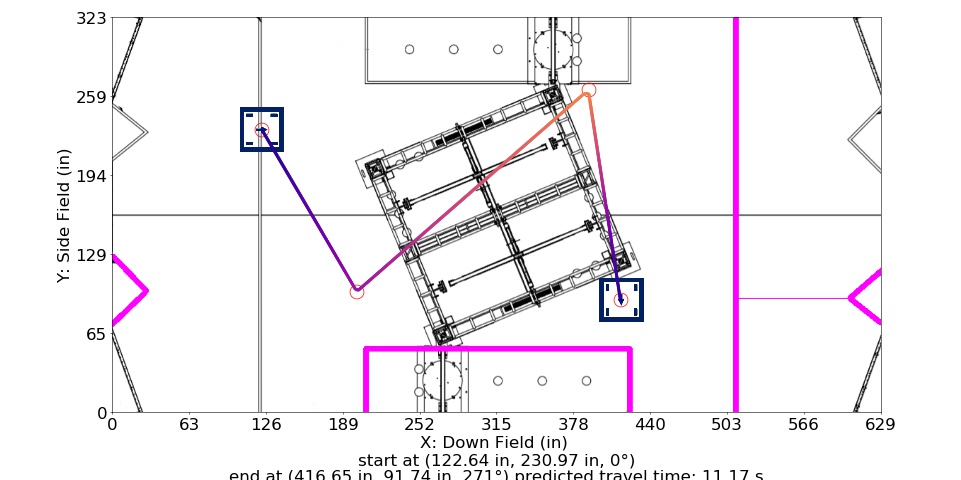 323
259
194
129
65
0
Y: Side Field (in)
0 63 126 189 252 315 378 440 503 566 629
X: Down Field (in)
start at (122.64 in, 230.97 in, 0°)
end at (416.65 in, 91.74 in, 271°) predicted travel time: 11.17 s